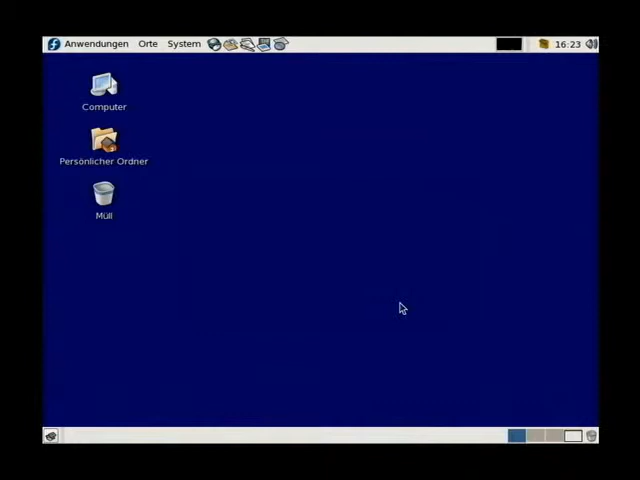 Anwendungen Orte System 16:23
Computer
Persönlicher Ordner
Müll